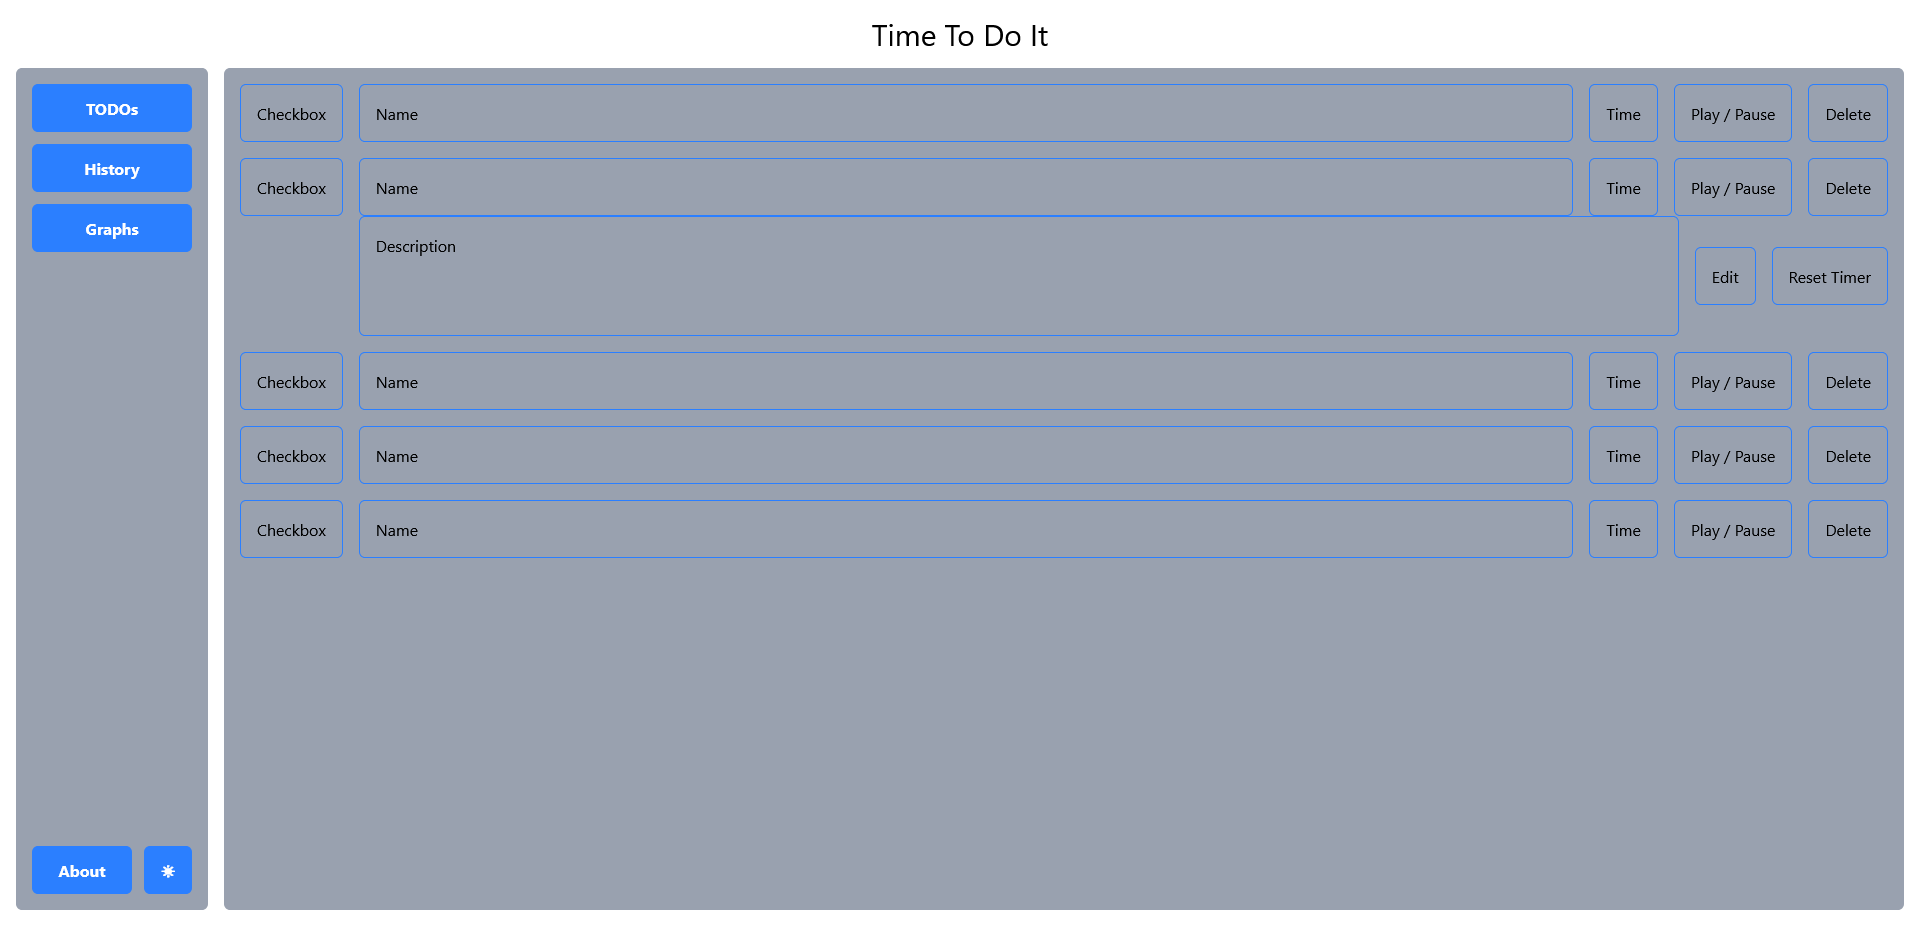 Time To Do It
TODOs
History
Graphs
About
Checkbox Name Time Play / Pause Delete
Checkbox Name Time Play / Pause Delete
Description Edit Reset Timer
Checkbox Name Time Play / Pause Delete
Checkbox Name Time Play / Pause Delete
Checkbox Name Time Play / Pause Delete